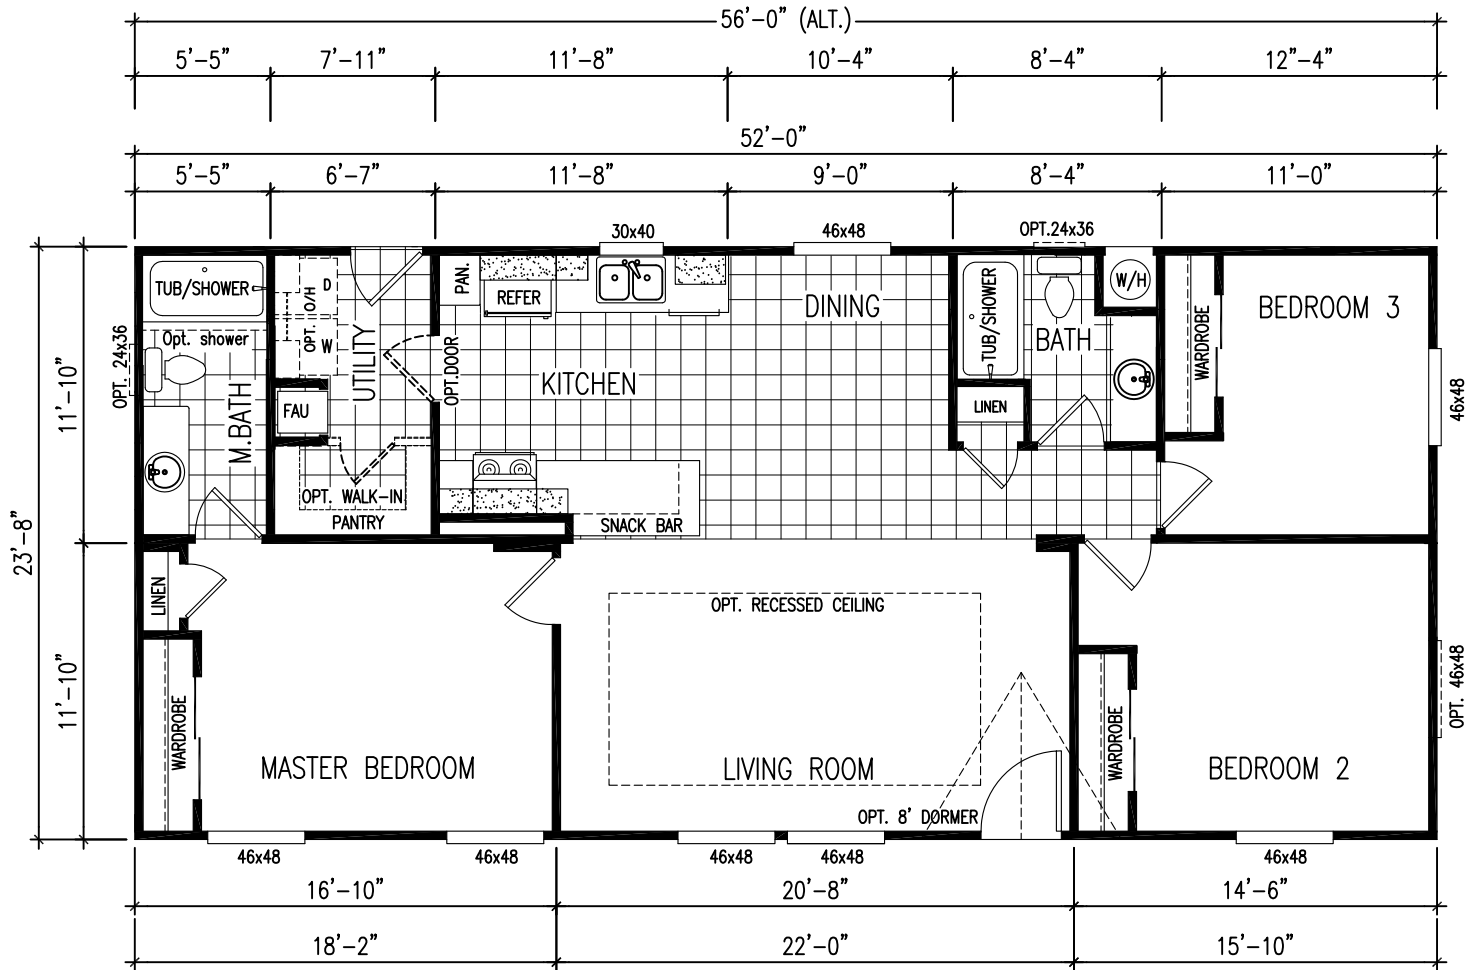 56'-0" (ALT.)
5'-5" 7'-11" 11'-8" 10'-4" 8'-4" 12"-4"
52'-0"
5'-5" 6'-7" 11'-8" 9'-0" 8'-4" 11'-0"
30x40 46x48 OPT.24x36
TUB/SHOWER
Opt. shower
OPT. 24x36
M.BATH
D
OPT. O/H
W
UTILITY
FAU
OPT. WALK-IN
PANTRY
OPT.DOOR
PAN.
REFER
KITCHEN
SNACK BAR
DINING
TUB/SHOWER
BATH
W/H
LINEN
WARDROBE
BEDROOM 3
46x48
11'-10"
23'-8"
11'-10"
LINEN
WARDROBE
MASTER BEDROOM
OPT. RECESSED CEILING
LIVING ROOM
OPT. 8' DORMER
WARDROBE
BEDROOM 2
OPT. 46x48
46x48 46x48 46x48 46x48 46x48
16'-10" 20'-8" 14'-6"
18'-2" 22'-0" 15'-10"